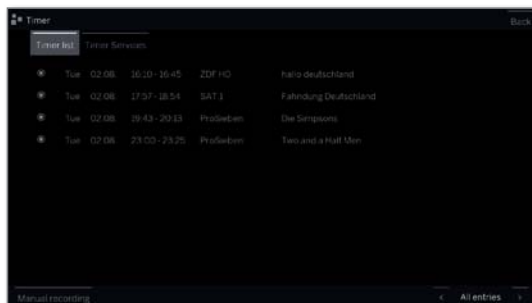 Timer Back
Timer list Timer Services
Tue 02.08. 16:10 - 16:45 ZDF HD hallo deutschland
Tue 02.08. 17:57 - 18:54 SAT.1 Fahndung Deutschland
Tue 02.08. 19:43 - 20:13 ProSieben Die Simpsons
Tue 02.08. 23:00 - 23:25 ProSieben Two and a Half Men
Manual recording < All entries >